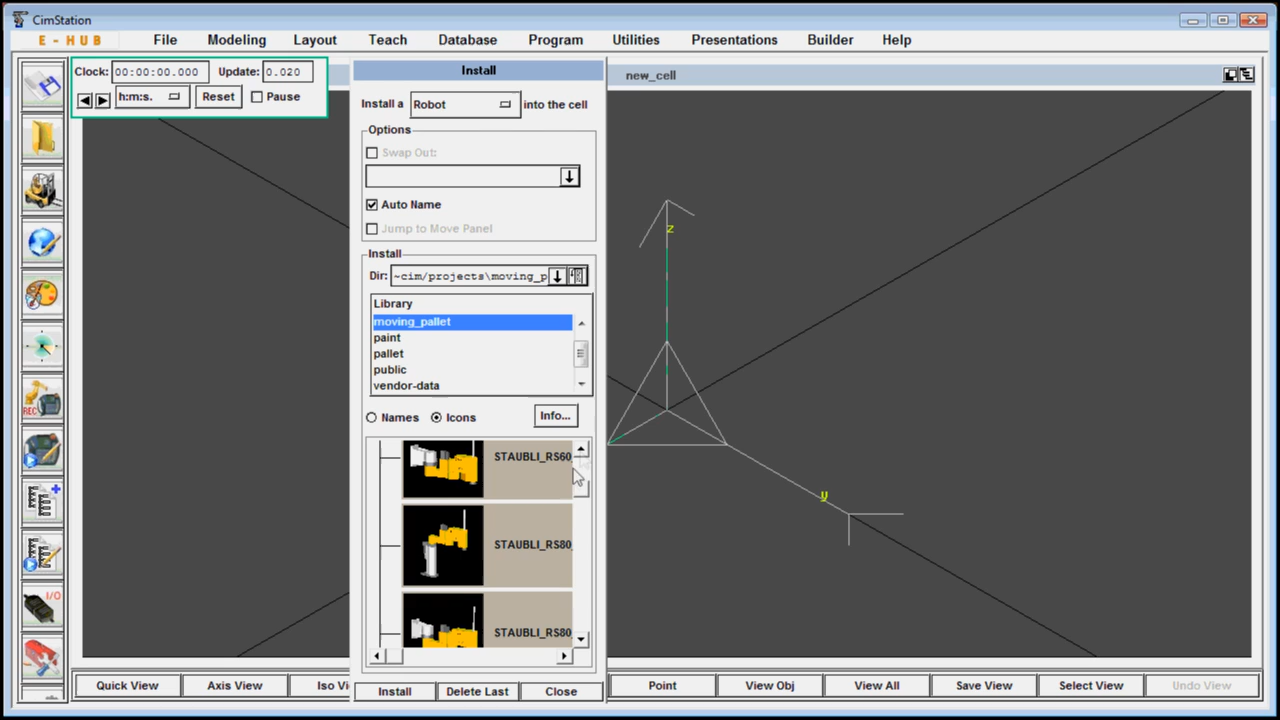 CimStation
E - HUB File Modeling Layout Teach Database Program Utilities Presentations Builder Help
Clock: 00:00:00.000 Update: 0.020
h:m:s. Reset Pause
Install
new_cell
Install a Robot into the cell
Options
Swap Out:
Auto Name
Jump to Move Panel
Install
Dir: ~cim/projects\moving_p
Library
moving_pallet
paint
pallet
public
vendor-data
Names Icons Info...
STAUBLI_RS60
STAUBLI_RS80
STAUBLI_RS80
z
y
REC
I/O
Quick View Axis View Iso Vi Install Delete Last Close Point View Obj View All Save View Select View Undo View